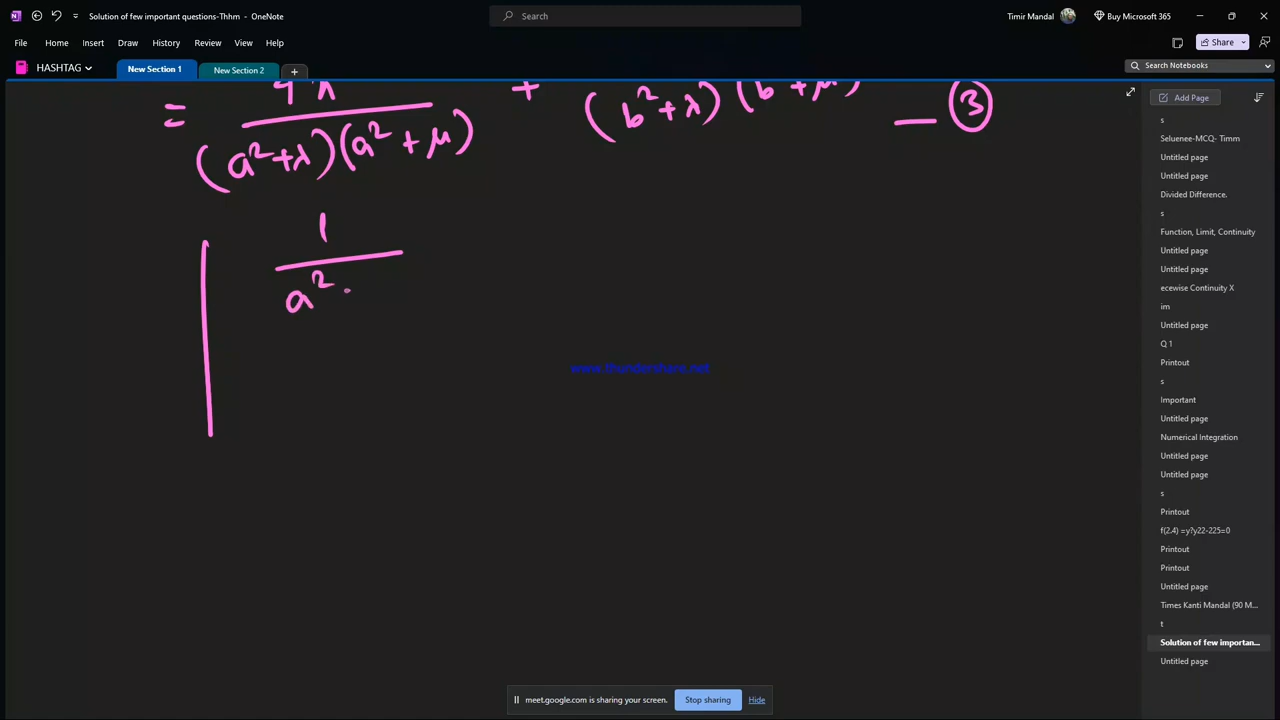 Solution of few important questions-Thhm - OneNote
Search
Timir Mandal
Buy Microsoft 365
File Home Insert Draw History Review View Help
Share
HASHTAG
New Section 1
New Section 2
+
Search Notebooks
Add Page
= (a²+λ)(a²+μ) + (b²+λ)(b²+μ) — ③
1
a²
www.thundershare.net
s
Seluenee-MCQ- Timm
Untitled page
Untitled page
Divided Difference.
s
Function, Limit, Continuity
Untitled page
Untitled page
ecewise Continuity X
im
Untitled page
Q 1
Printout
s
Important
Untitled page
Numerical Integration
Untitled page
Untitled page
s
Printout
f(2.4) =y?y22-225=0
Printout
Printout
Untitled page
Times Kanti Mandal (90 M...
t
Solution of few importan...
Untitled page
meet.google.com is sharing your screen.
Stop sharing
Hide